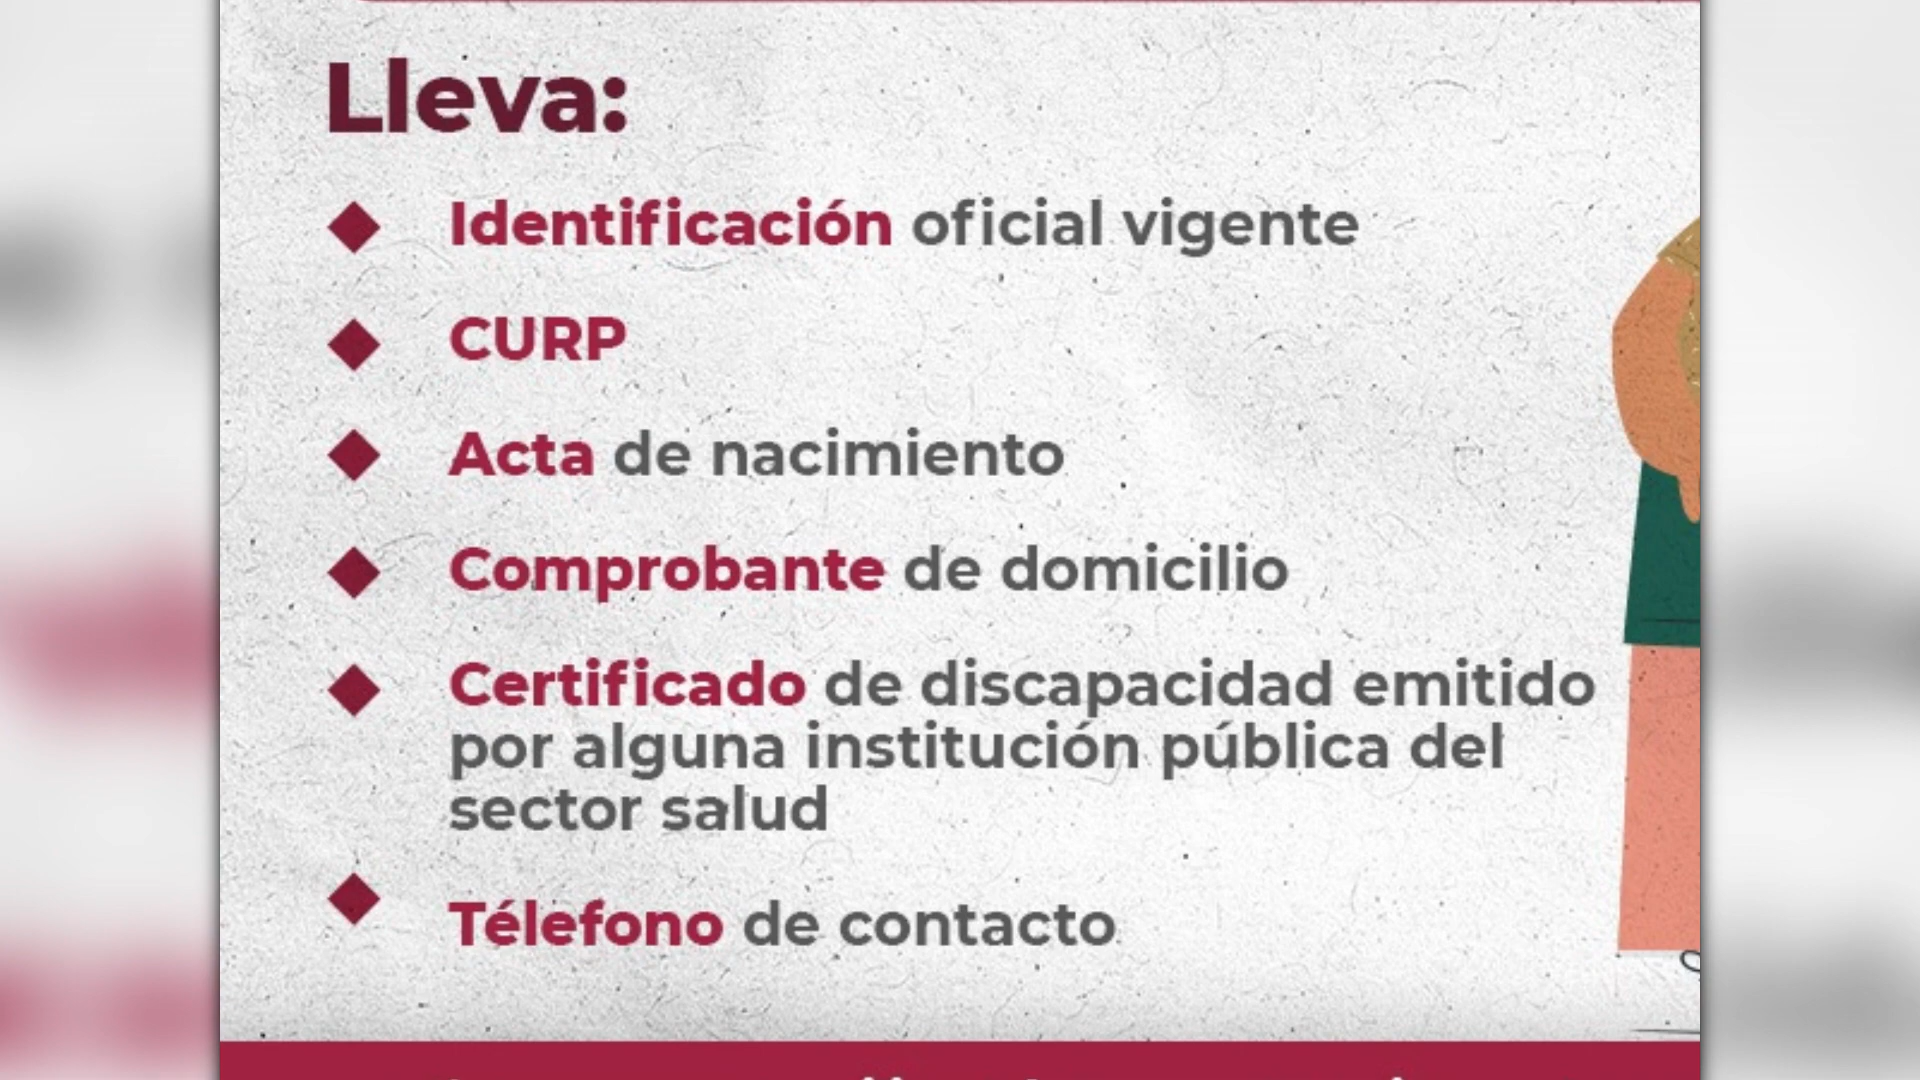 Lleva:
Identificación oficial vigente
CURP
Acta de nacimiento
Comprobante de domicilio
Certificado de discapacidad emitido
por alguna institución pública del
sector salud
Télefono de contacto